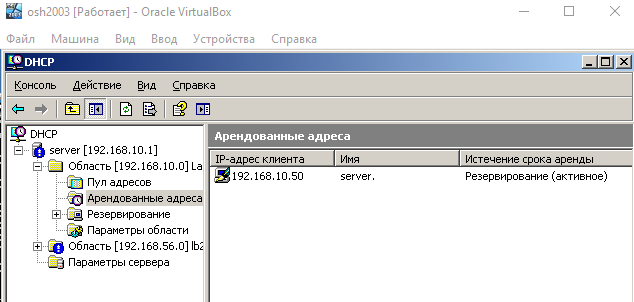 osh2003 [Работает] - Oracle VirtualBox
Файл Машина Вид Ввод Устройства Справка
DHCP
Консоль Действие Вид Справка
DHCP
server [192.168.10.1]
Область [192.168.10.0] La
Пул адресов
Арендованные адреса
Резервирование
Параметры области
Область [192.168.56.0] lb2
Параметры сервера
Арендованные адреса
IP-адрес клиента Имя Истечение срока аренды
192.168.10.50 server. Резервирование (активное)